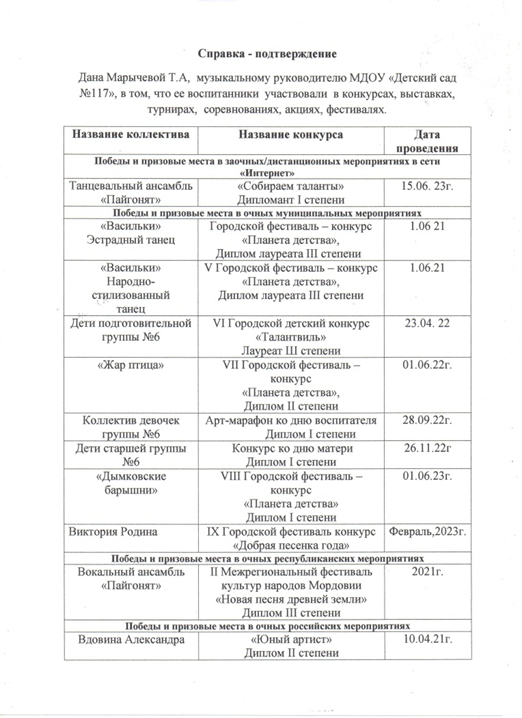 Справка - подтверждение
Дана Марычевой Т.А, музыкальному руководителю МДОУ «Детский сад
№117», в том, что ее воспитанники участвовали в конкурсах, выставках,
турнирах, соревнованиях, акциях, фестивалях.
Название коллектива Название конкурса Дата
проведения
Победы и призовые места в заочных/дистанционных мероприятиях в сети
«Интернет»
Танцевальный ансамбль «Собираем таланты» 15.06. 23г.
«Пайгонят» Дипломант I степени
Победы и призовые места в очных муниципальных мероприятиях
«Васильки» Городской фестиваль – конкурс 1.06 21
Эстрадный танец «Планета детства»,
Диплом лауреата III степени
«Васильки» V Городской фестиваль – конкурс 1.06.21
Народно- «Планета детства»,
стилизованный Диплом лауреата III степени
танец
Дети подготовительной VI Городской детский конкурс 23.04. 22
группы №6 «Талантвиль»
Лауреат Ш степени
«Жар птица» VII Городской фестиваль – 01.06.22г.
конкурс
«Планета детства»,
Диплом II степени
Коллектив девочек Арт-марафон ко дню воспитателя 28.09.22г.
группы №6 Диплом I степени
Дети старшей группы Конкурс ко дню матери 26.11.22г
№6 Диплом I степени
«Дымковские VIII Городской фестиваль – 01.06.23г.
барышни» конкурс
«Планета детства»
Диплом I степени
Виктория Родина IX Городской фестиваль конкурс Февраль,2023г.
«Добрая песенка года»
Победы и призовые места в очных республиканских мероприятиях
Вокальный ансамбль II Межрегиональный фестиваль 2021г.
«Пайгонят» культур народов Мордовии
«Новая песня древней земли»
Диплом III степени
Победы и призовые места в очных российских мероприятиях
Вдовина Александра «Юный артист» 10.04.21г.
Диплом II степени